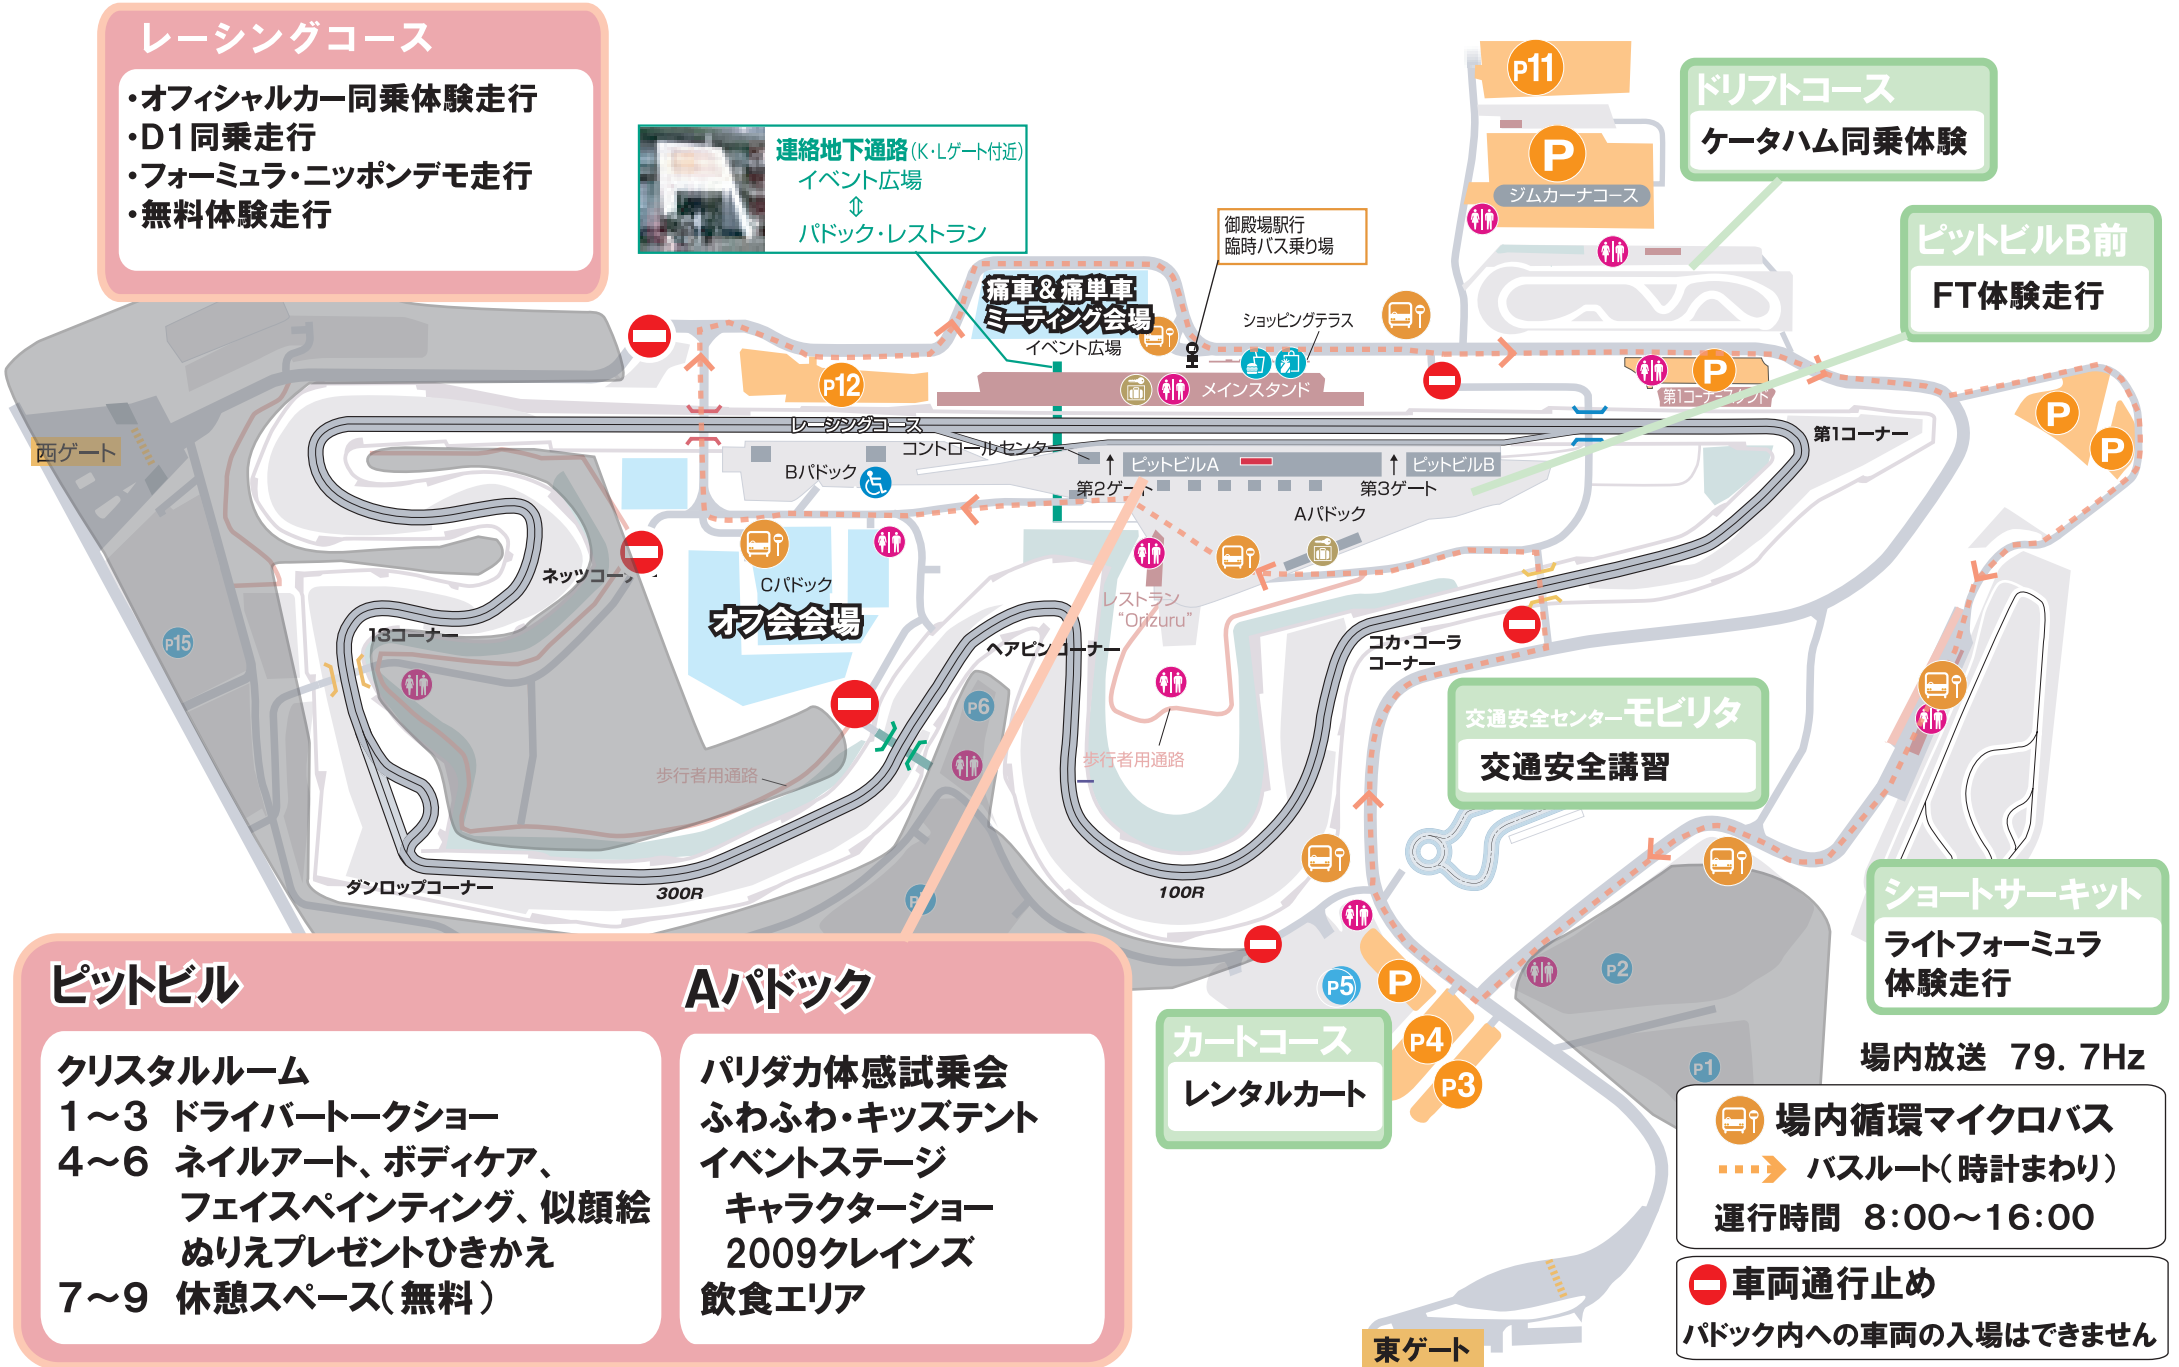 レーシングコース
・オフィシャルカー同乗体験走行
・D1同乗走行
・フォーミュラ・ニッポンデモ走行
・無料体験走行
連絡地下通路(K・Lゲート付近)
イベント広場
⇕
パドック・レストラン
御殿場駅行
臨時バス乗り場
P11
P
ジムカーナコース
ドリフトコース
ケータハム同乗体験
ピットビルB前
FT体験走行
痛車&痛単車
ミーティング会場
イベント広場
ショッピングテラス
P12
メインスタンド
P
第1コーナースタンド
P
P
西ゲート
レーシングコース
コントロールセンター
第1コーナー
Bパドック
ピットビルA
ピットビルB
第2ゲート
第3ゲート
Aパドック
ネッツコーナー
Cパドック
オフ会会場
レストラン
"Orizuru"
P15
13コーナー
ヘアピンコーナー
コカ・コーラ
コーナー
P6
歩行者用通路
歩行者用通路
交通安全センターモビリタ
交通安全講習
ダンロップコーナー
300R
100R
ショートサーキット
ライトフォーミュラ
体験走行
P5
P
P4
P3
P2
P1
カートコース
レンタルカート
ピットビル
クリスタルルーム
1〜3 ドライバートークショー
4〜6 ネイルアート、ボディケア、
フェイスペインティング、似顔絵
ぬりえプレゼントひきかえ
7〜9 休憩スペース(無料)
Aパドック
パリダカ体感試乗会
ふわふわ・キッズテント
イベントステージ
キャラクターショー
2009クレインズ
飲食エリア
場内放送 79.7Hz
場内循環マイクロバス
バスルート(時計まわり)
運行時間 8:00〜16:00
車両通行止め
パドック内への車両の入場はできません
東ゲート